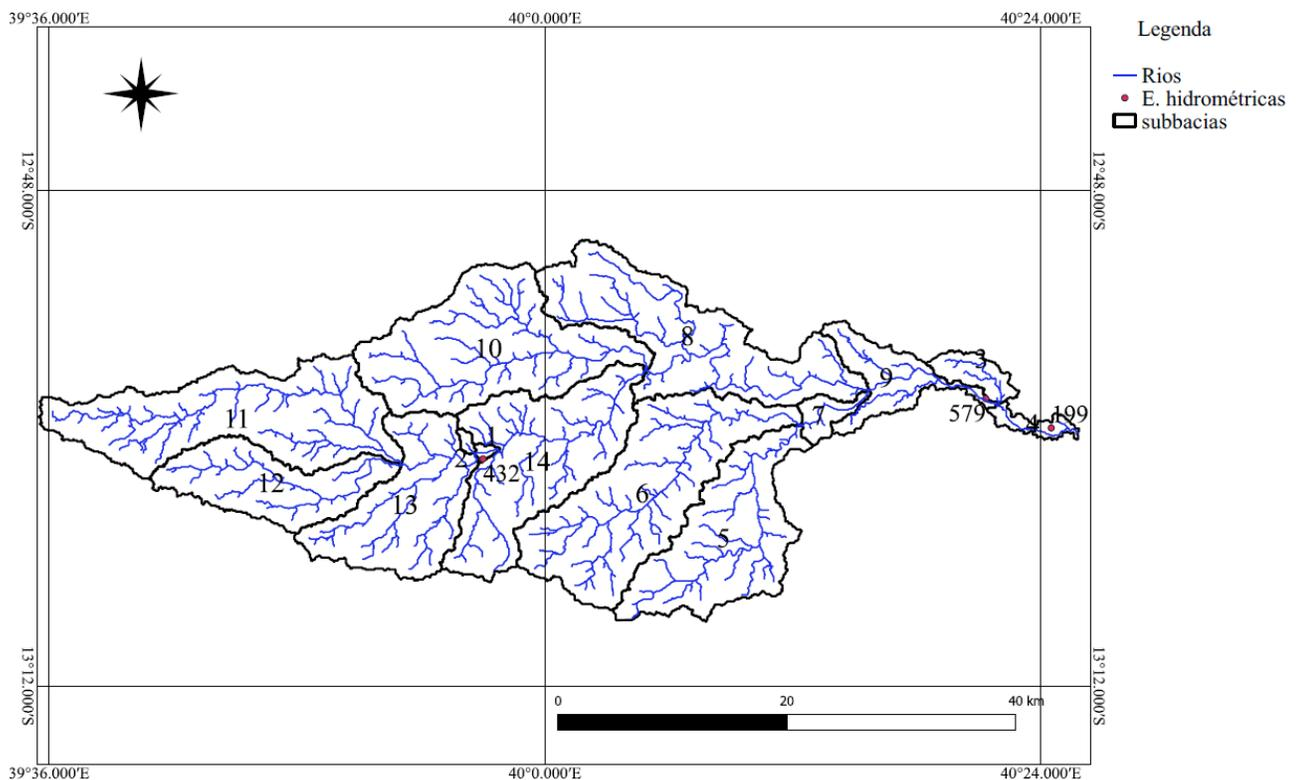 39°36.000'E 40°0.000'E 40°24.000'E
Legenda
Rios
E. hidrométricas
subbacias
12°48.000'S 12°48.000'S
8
10
3
9
11
7
579
4
199
1
2
432
14
12
6
13
5
13°12.000'S 13°12.000'S
0 20 40 km
39°36.000'E 40°0.000'E 40°24.000'E